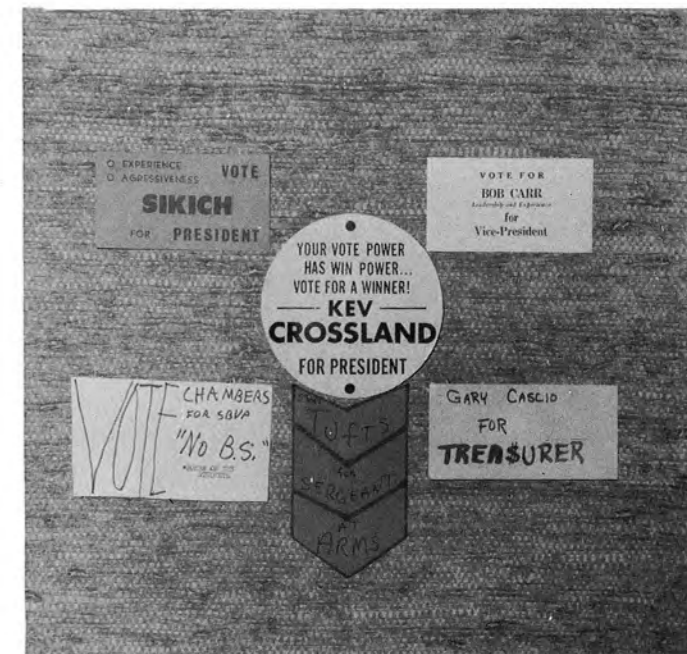 O EXPERIENCE
O AGRESSIVENESS
VOTE
SIKICH
FOR PRESIDENT
VOTE FOR
BOB CARR
Leadership and Experience
for
Vice-President
YOUR VOTE POWER
HAS WIN POWER...
VOTE FOR A WINNER!
KEV
CROSSLAND
FOR PRESIDENT
VOTE
CHAMBERS
FOR SBVP
"No B.S."
TUFTS
FOR
SERGEANT
AT
ARMS
GARY CASCIO
FOR
TREA$URER